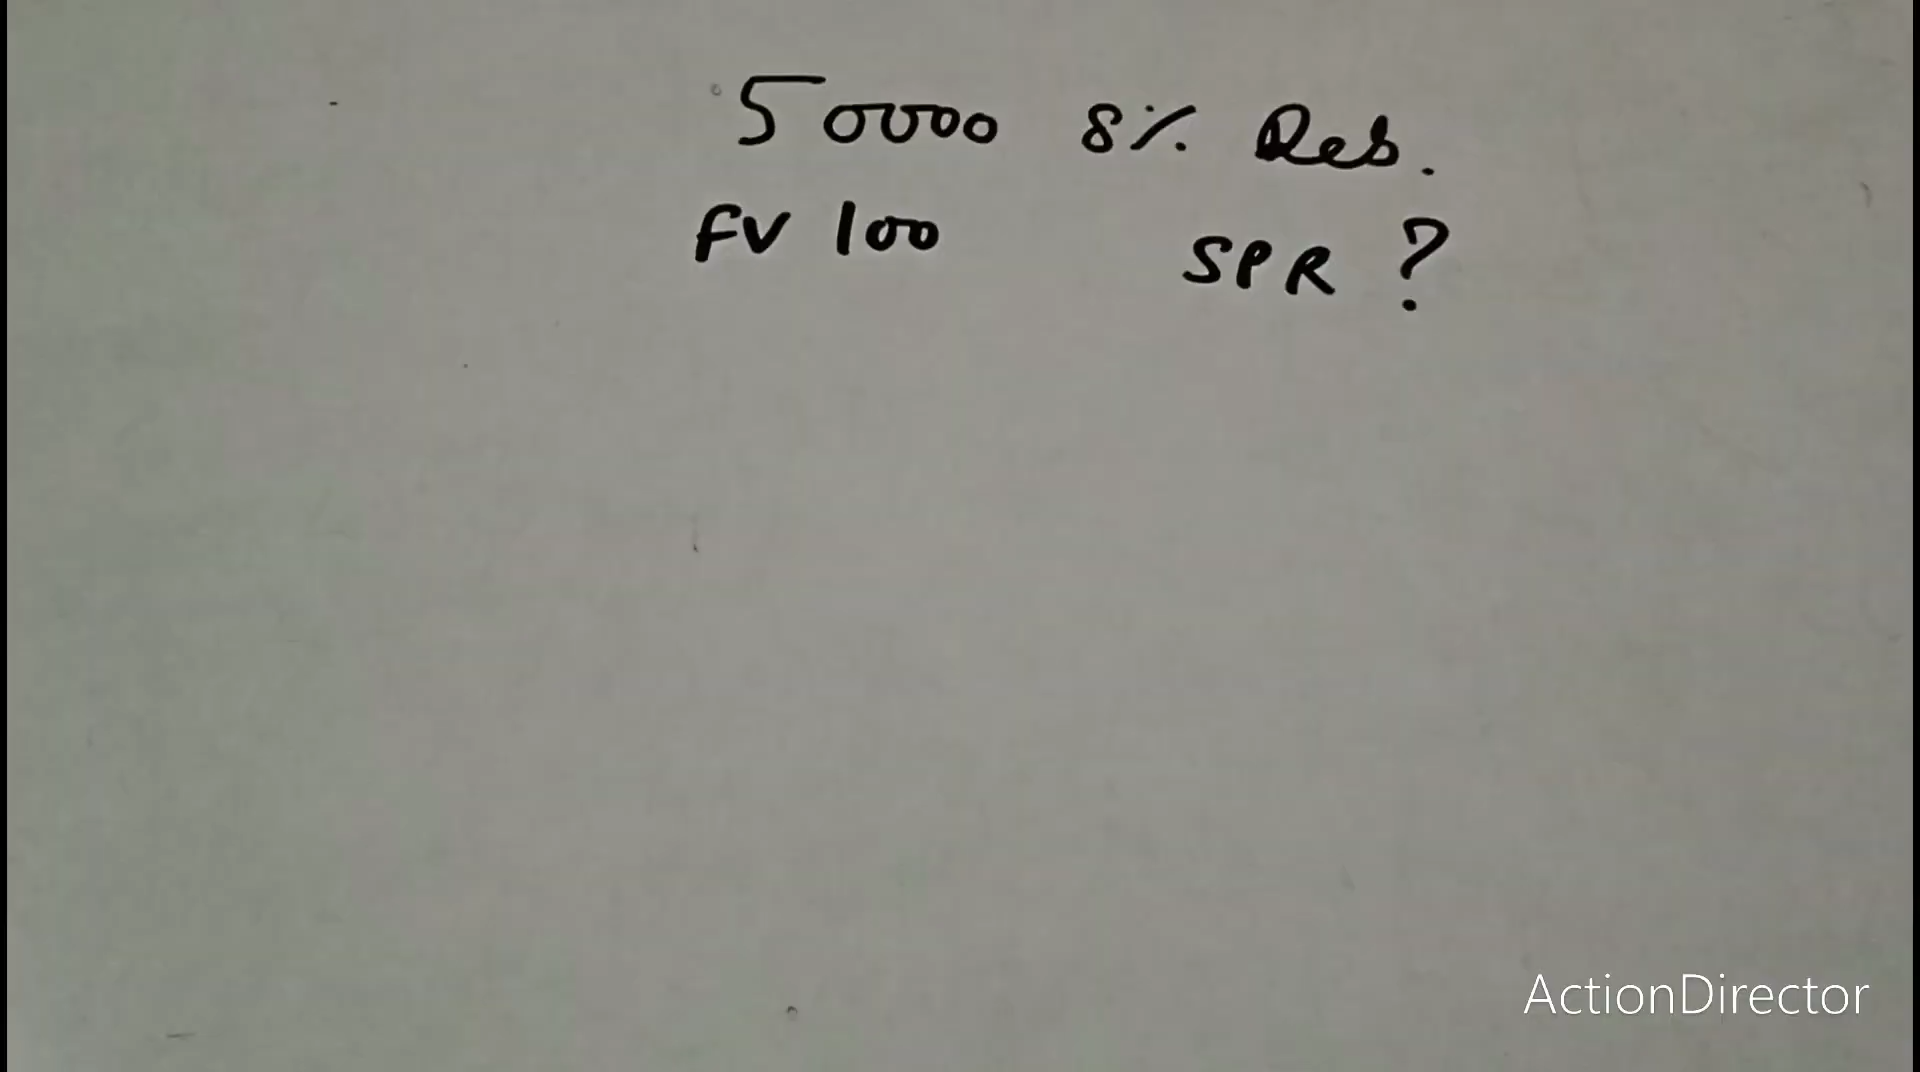 50000 8% Deb.
FV 100 SPR ?
ActionDirector